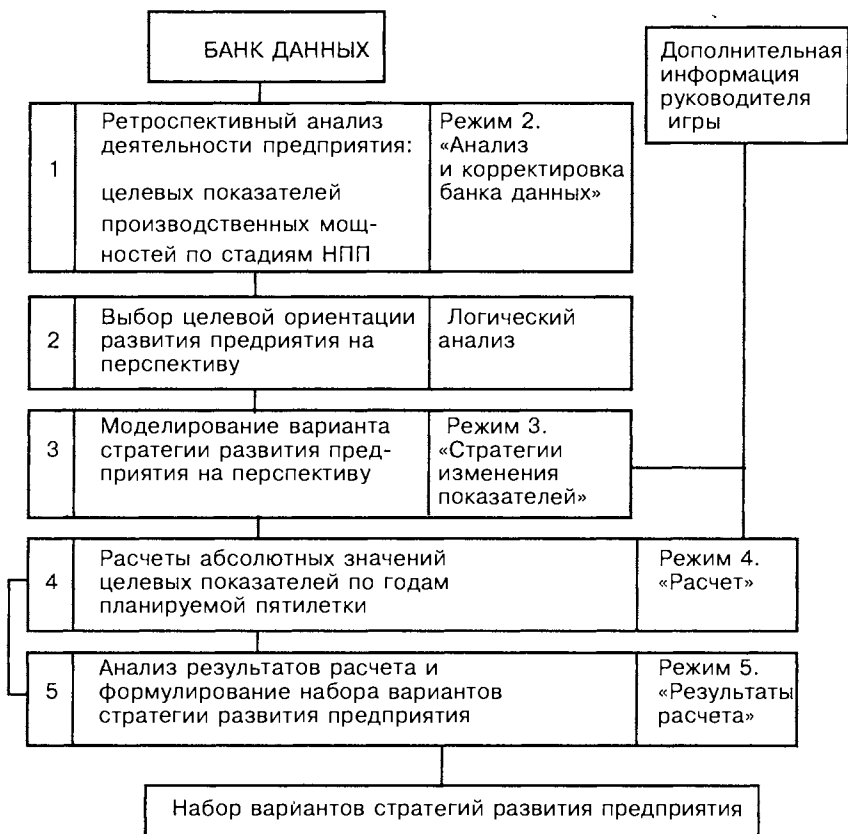 БАНК ДАННЫХ
Дополнительная
информация
руководителя
игры
1
Ретроспективный анализ
деятельности предприятия:
целевых показателей
производственных мощ-
ностей по стадиям НПП
Режим 2.
«Анализ
и корректировка
банка данных»
2
Выбор целевой ориентации
развития предприятия на
перспективу
Логический
анализ
3
Моделирование варианта
стратегии развития пред-
приятия на перспективу
Режим 3.
«Стратегии
изменения
показателей»
4
Расчеты абсолютных значений
целевых показателей по годам
планируемой пятилетки
Режим 4.
«Расчет»
5
Анализ результатов расчета и
формулирование набора вариантов
стратегии развития предприятия
Режим 5.
«Результаты
расчета»
Набор вариантов стратегий развития предприятия